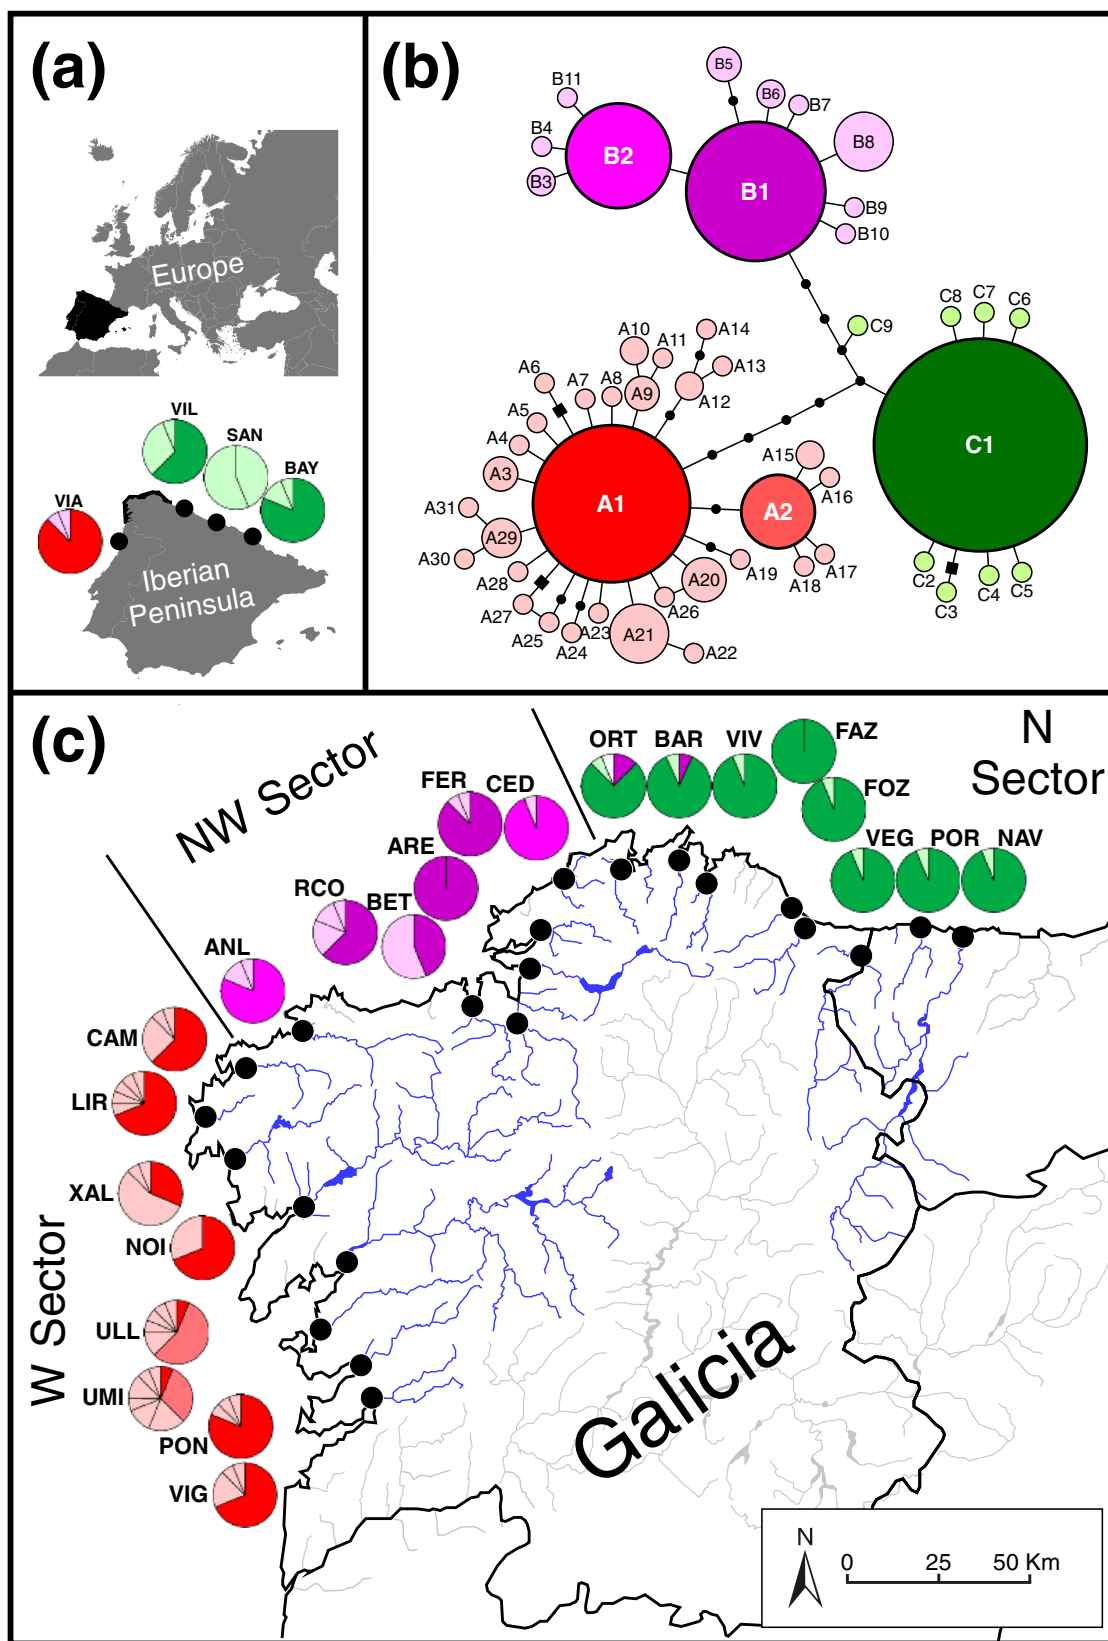 (a)
Europe
VIL
SAN
BAY
VIA
Iberian
Peninsula
(b)
B5
B11
B6
B7
B4
B2
B8
B1
B3
B9
B10
C9
C8
C7
C6
A14
A10
A11
A13
A6
A7
A8
A9
A12
A5
A4
A15
C1
A3
A16
A1
A2
A31
A29
A30
A17
A28
A19
A18
A20
C2
C3
C4
C5
A27
A26
A25
A23
A24
A21
A22
(c)
NW Sector
N
Sector
ORT
BAR
VIV
FAZ
FER
CED
FOZ
ARE
VEG
POR
NAV
RCO
BET
ANL
CAM
LIR
XAL
NOI
W Sector
ULL
UMI
PON
VIG
Galicia
N
0
25
50 Km